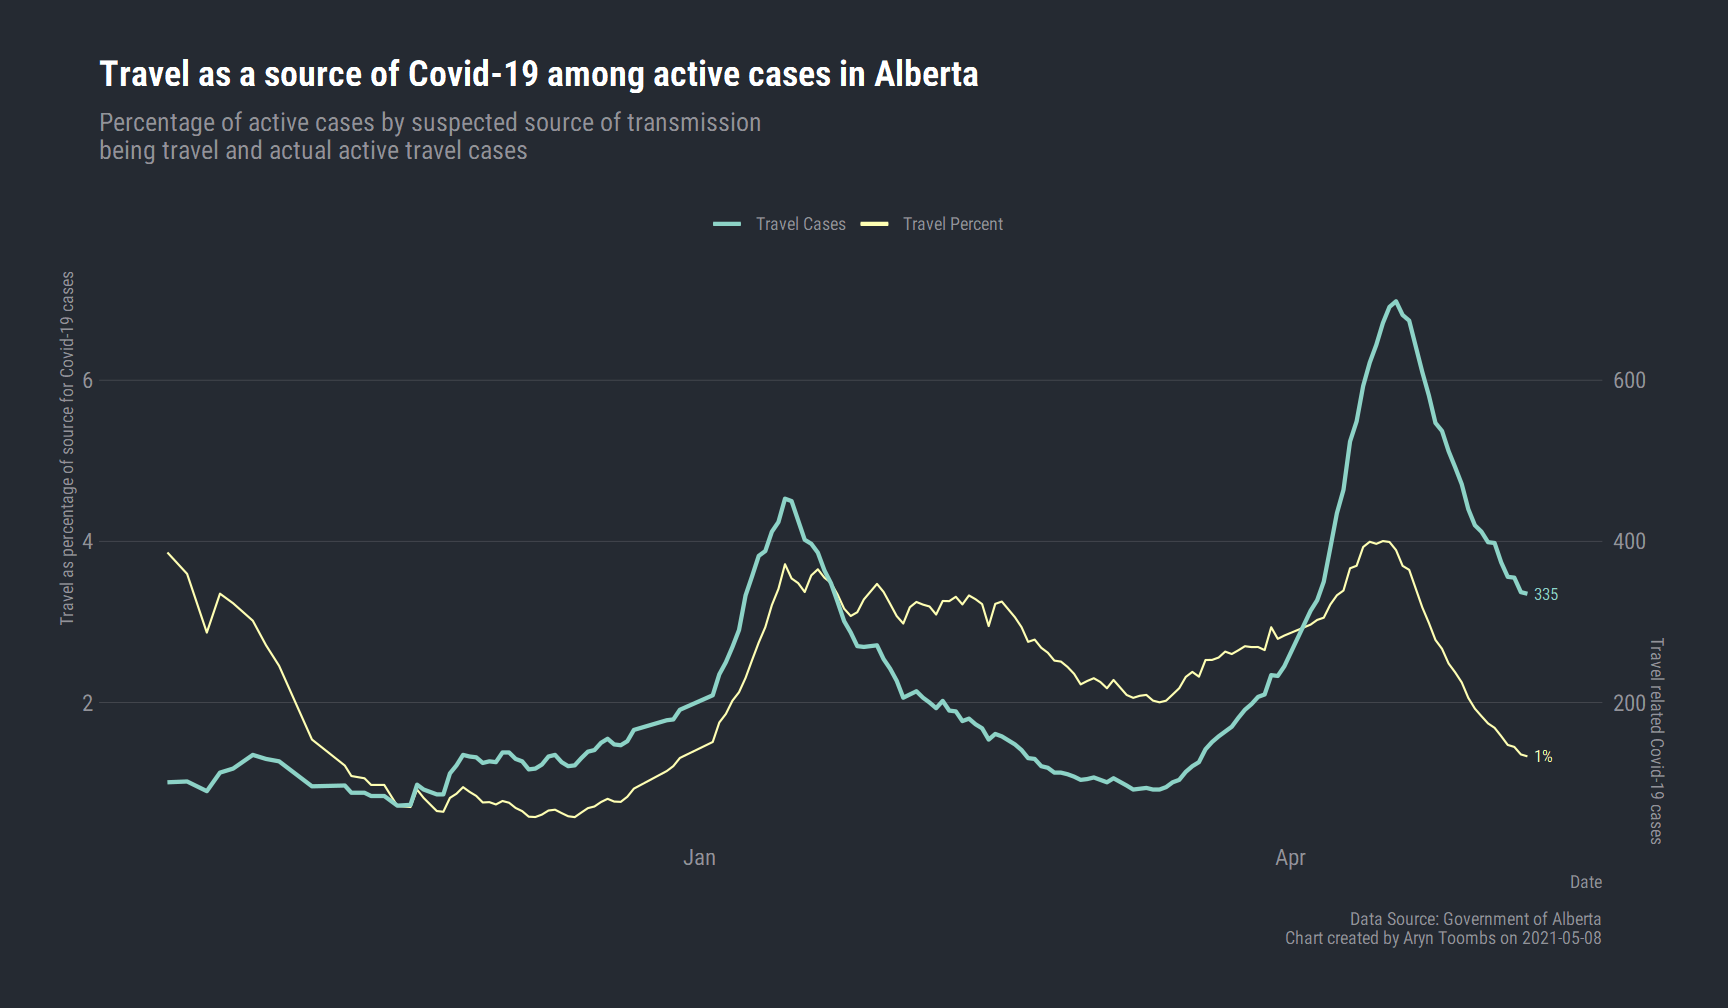 Travel as a source of Covid-19 among active cases in Alberta
Percentage of active cases by suspected source of transmission
being travel and actual active travel cases
Travel Cases
Travel Percent
Travel as percentage of source for Covid-19 cases
6
4
2
600
400
200
335
1%
Travel related Covid-19 cases
Jan
Apr
Date
Data Source: Government of Alberta
Chart created by Aryn Toombs on 2021-05-08